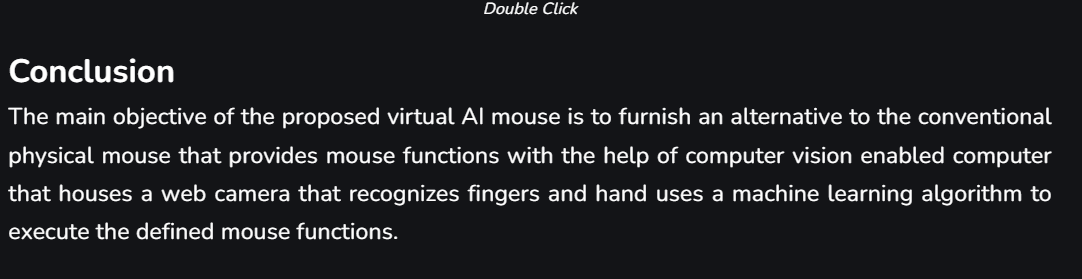 Double Click
Conclusion
The main objective of the proposed virtual AI mouse is to furnish an alternative to the conventional
physical mouse that provides mouse functions with the help of computer vision enabled computer
that houses a web camera that recognizes fingers and hand uses a machine learning algorithm to
execute the defined mouse functions.